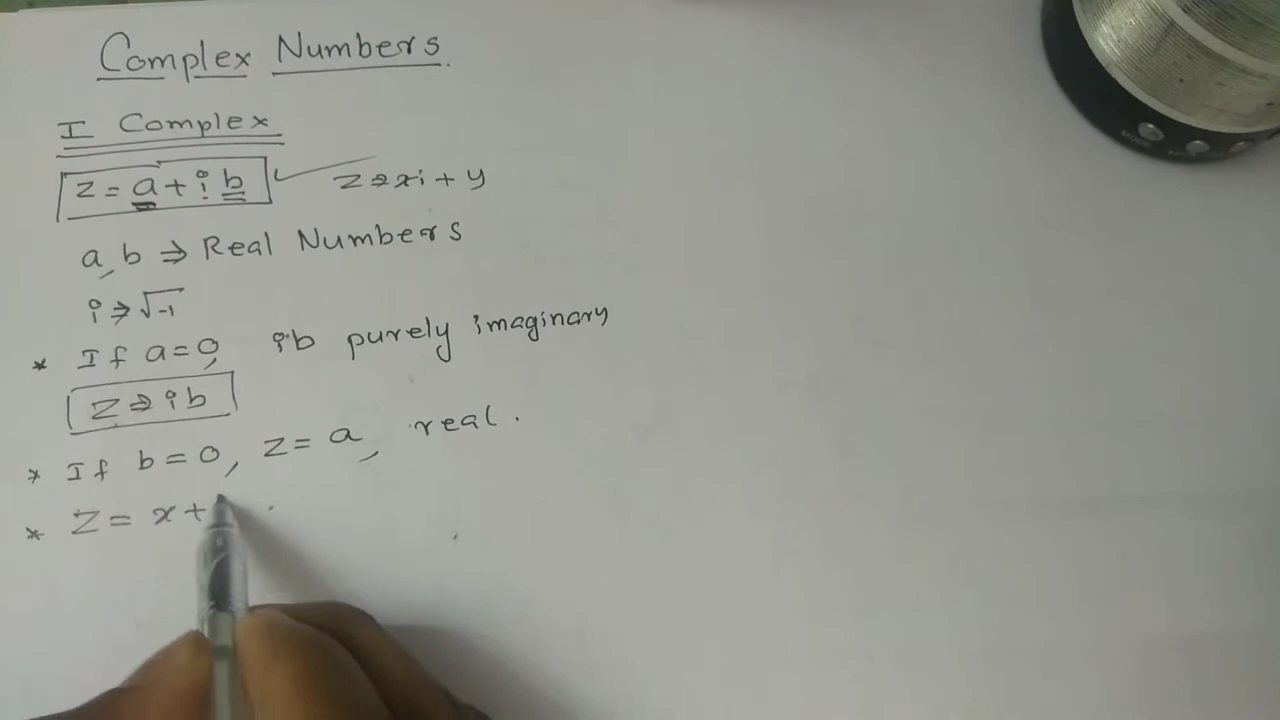 Complex Numbers.
I Complex
z = a + i b z ⇒ xi + y
a, b ⇒ Real Numbers
i ⇒ √-1
* If a = 0, ib purely imaginary
z ⇒ ib
* If b = 0, z = a, real.
* z = x +